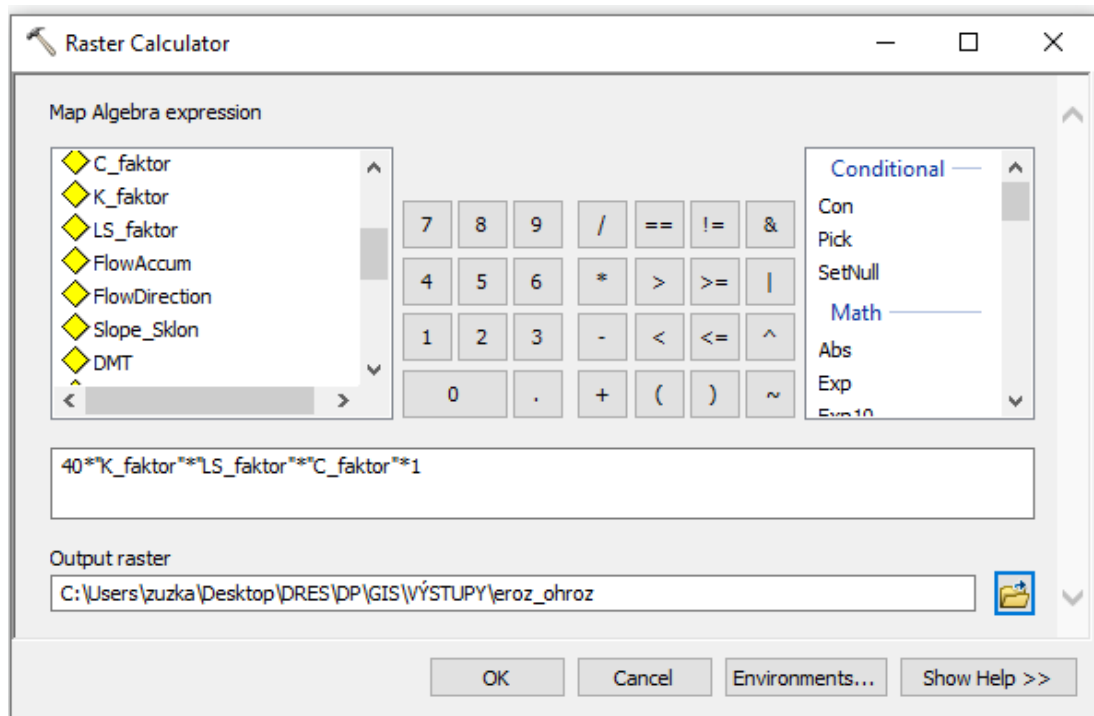 Raster Calculator
Map Algebra expression
C_faktor
K_faktor
LS_faktor
FlowAccum
FlowDirection
Slope_Sklon
DMT
7 8 9 / == != &
4 5 6 * > >= |
1 2 3 - < <= ^
0 . + ( ) ~
Conditional
Con
Pick
SetNull
Math
Abs
Exp
Exp10
40*"K_faktor"*"LS_faktor"*"C_faktor"*1
Output raster
C:\Users\zuzka\Desktop\DRES\DP\GIS\VÝSTUPY\eroz_ohroz
OK Cancel Environments... Show Help >>